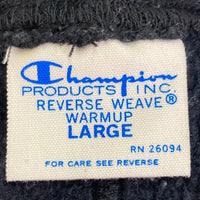 Champion
PRODUCTS INC.
REVERSE WEAVE®
WARMUP
LARGE
RN 26094
FOR CARE SEE REVERSE